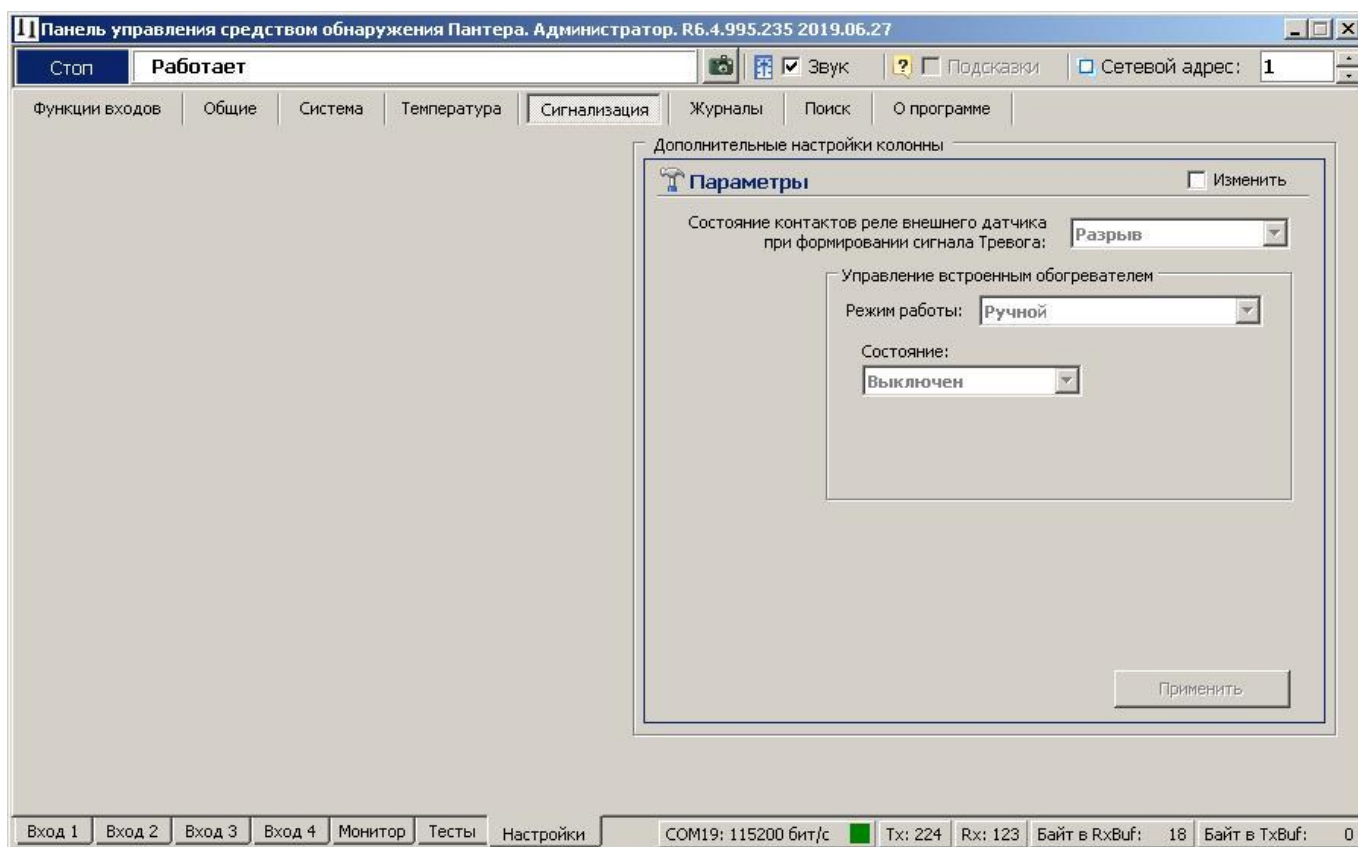 Панель управления средством обнаружения Пантера. Администратор. R6.4.995.235 2019.06.27
Стоп Работает Звук Подсказки Сетевой адрес: 1
Функции входов Общие Система Температура Сигнализация Журналы Поиск О программе
Дополнительные настройки колонны
Параметры Изменить
Состояние контактов реле внешнего датчика
при формировании сигнала Тревога: Разрыв
Управление встроенным обогревателем
Режим работы: Ручной
Состояние:
Выключен
Применить
Вход 1 Вход 2 Вход 3 Вход 4 Монитор Тесты Настройки COM19: 115200 бит/с Tx: 224 Rx: 123 Байт в RxBuf: 18 Байт в TxBuf: 0